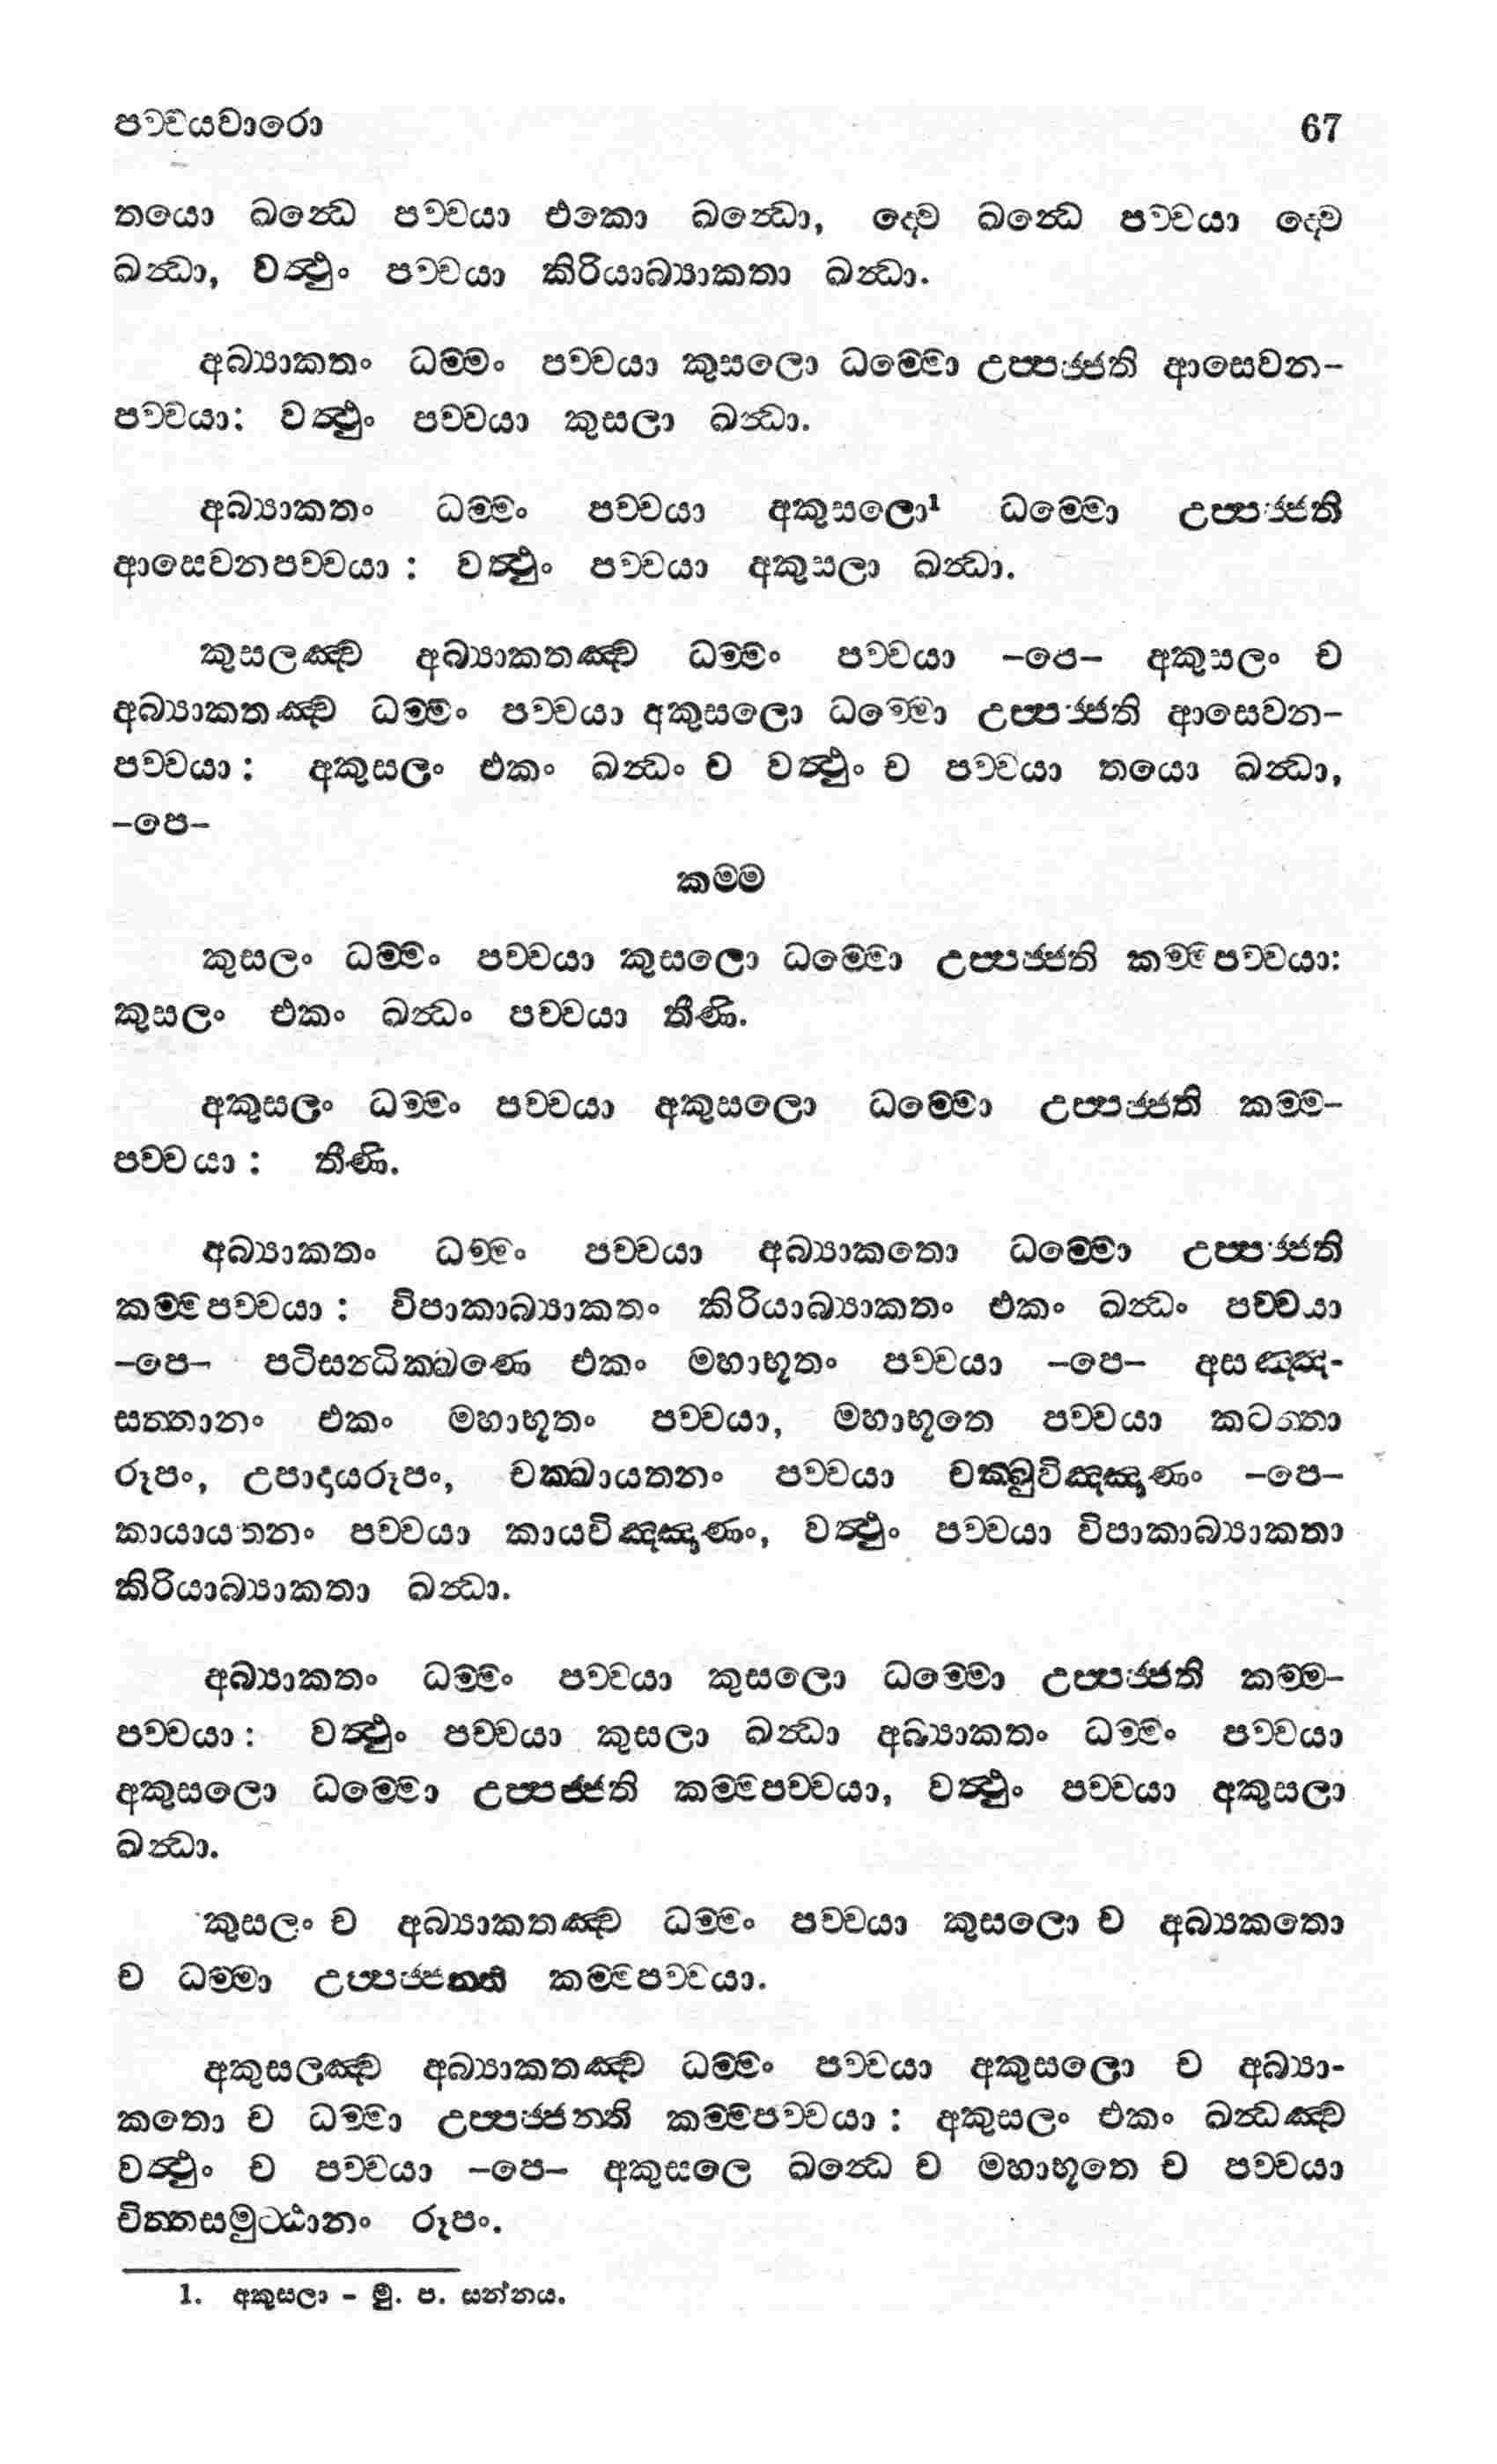 පච්චයවාරො 67
තයො ඛන්ධෙ පච්චයා එකො ඛන්ධො, ද්වෙ ඛන්ධෙ පච්චයා ද්වෙ
ඛන්ධා, වත්ථුං පච්චයා කිරියාබ්‍යාකතා ඛන්ධා.
අබ්‍යාකතං ධම්මං පච්චයා කුසලො ධම්මො උප්පජ්ජති ආසෙවන-
පච්චයා: වත්ථුං පච්චයා කුසලා ඛන්ධා.
අබ්‍යාකතං ධම්මං පච්චයා අකුසලො¹ ධම්මො උප්පජ්ජති
ආසෙවනපච්චයා : වත්ථුං පච්චයා අකුසලා ඛන්ධා.
කුසලඤ්ච අබ්‍යාකතඤ්ච ධම්මං පච්චයා –පෙ– අකුසලං ච
අබ්‍යාකතඤ්ච ධම්මං පච්චයා අකුසලො ධම්මො උප්පජ්ජති ආසෙවන-
පච්චයා : අකුසලං එකං ඛන්ධං ච වත්ථුං ච පච්චයා තයො ඛන්ධා,
–පෙ–
කම්ම
කුසලං ධම්මං පච්චයා කුසලො ධම්මො උප්පජ්ජති කම්මපච්චයා:
කුසලං එකං ඛන්ධං පච්චයා තීණි.
අකුසලං ධම්මං පච්චයා අකුසලො ධම්මො උප්පජ්ජති කම්ම-
පච්චයා : තීණි.
අබ්‍යාකතං ධම්මං පච්චයා අබ්‍යාකතො ධම්මො උප්පජ්ජති
කම්මපච්චයා : විපාකාබ්‍යාකතං කිරියාබ්‍යාකතං එකං ඛන්ධං පච්චයා
–පෙ– පටිසන්ධික්ඛණෙ එකං මහාභූතං පච්චයා –පෙ– අසඤ්ඤ-
සත්තානං එකං මහාභූතං පච්චයා, මහාභූතෙ පච්චයා කටත්තා
රූපං, උපාදායරූපං, චක්ඛායතනං පච්චයා චක්ඛුවිඤ්ඤාණං –පෙ–
කායායතනං පච්චයා කායවිඤ්ඤාණං, වත්ථුං පච්චයා විපාකාබ්‍යාකතා
කිරියාබ්‍යාකතා ඛන්ධා.
අබ්‍යාකතං ධම්මං පච්චයා කුසලො ධම්මො උප්පජ්ජති කම්ම-
පච්චයා : වත්ථුං පච්චයා කුසලා ඛන්ධා අබ්‍යාකතං ධම්මං පච්චයා
අකුසලො ධම්මො උප්පජ්ජති කම්මපච්චයා, වත්ථුං පච්චයා අකුසලා
ඛන්ධා.
කුසලං ච අබ්‍යාකතඤ්ච ධම්මං පච්චයා කුසලො ච අබ්‍යකතො
ච ධම්මා උප්පජ්ජන්ති කම්මපච්චයා.
අකුසලඤ්ච අබ්‍යාකතඤ්ච ධම්මං පච්චයා අකුසලො ච අබ්‍යා-
කතො ච ධම්මා උප්පජ්ජන්ති කම්මපච්චයා : අකුසලං එකං ඛන්ධඤ්ච
වත්ථුං ච පච්චයා –පෙ– අකුසලෙ ඛන්ධෙ ච මහාභූතෙ ච පච්චයා
චිත්තසමුට්ඨානං රූපං.
1. අකුසලා - මු. ප. සන්නය.